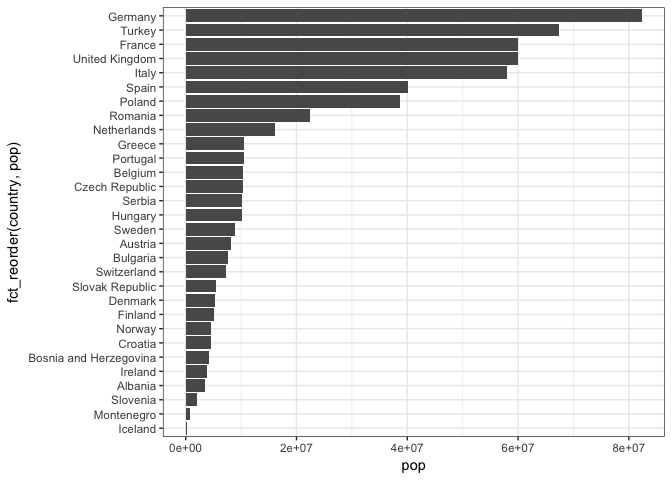 fct_reorder(country, pop)
Germany
Turkey
France
United Kingdom
Italy
Spain
Poland
Romania
Netherlands
Greece
Portugal
Belgium
Czech Republic
Serbia
Hungary
Sweden
Austria
Bulgaria
Switzerland
Slovak Republic
Denmark
Finland
Norway
Croatia
Bosnia and Herzegovina
Ireland
Albania
Slovenia
Montenegro
Iceland
0e+00 2e+07 4e+07 6e+07 8e+07
pop